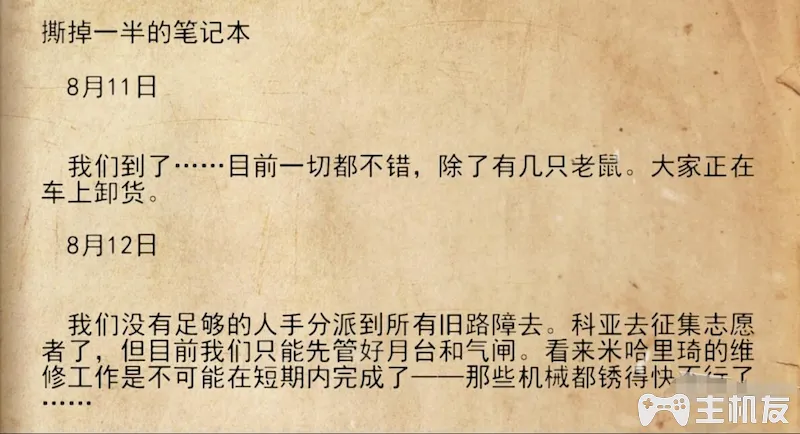 撕掉一半的笔记本
8月11日
我们到了……目前一切都不错，除了有几只老鼠。大家正在
车上卸货。
8月12日
我们没有足够的人手分派到所有旧路障去。科亚去征集志愿
者了，但目前我们只能先管好月台和气闸。看来米哈里琦的维
修工作是不可能在短期内完成了——那些机械都锈得快不行了
……
主机友